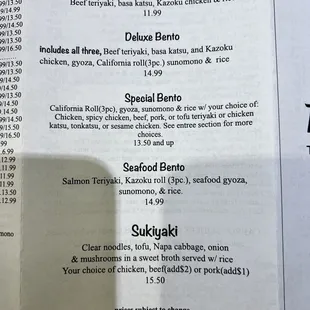 Beef teriyaki, basa katsu, Kazoku chicken &
11.99
Deluxe Bento
includes all three, Beef teriyaki, basa katsu, and Kazoku
chicken, gyoza, California roll(3pc.) sunomono & rice
14.99
Special Bento
California Roll(3pc), gyoza, sunomono & rice w/ your choice of:
Chicken, spicy chicken, beef, pork, or tofu teriyaki or chicken
katsu, tonkatsu, or sesame chicken. See entree section for more
choices.
13.50 and up
Seafood Bento
Salmon Teriyaki, Kazoku roll (3pc.), seafood gyoza,
sunomono, & rice.
14.99
Sukiyaki
Clear noodles, tofu, Napa cabbage, onion
& mushrooms in a sweet broth served w/ rice
Your choice of chicken, beef(add$2) or pork(add$1)
15.50
prices subject to change